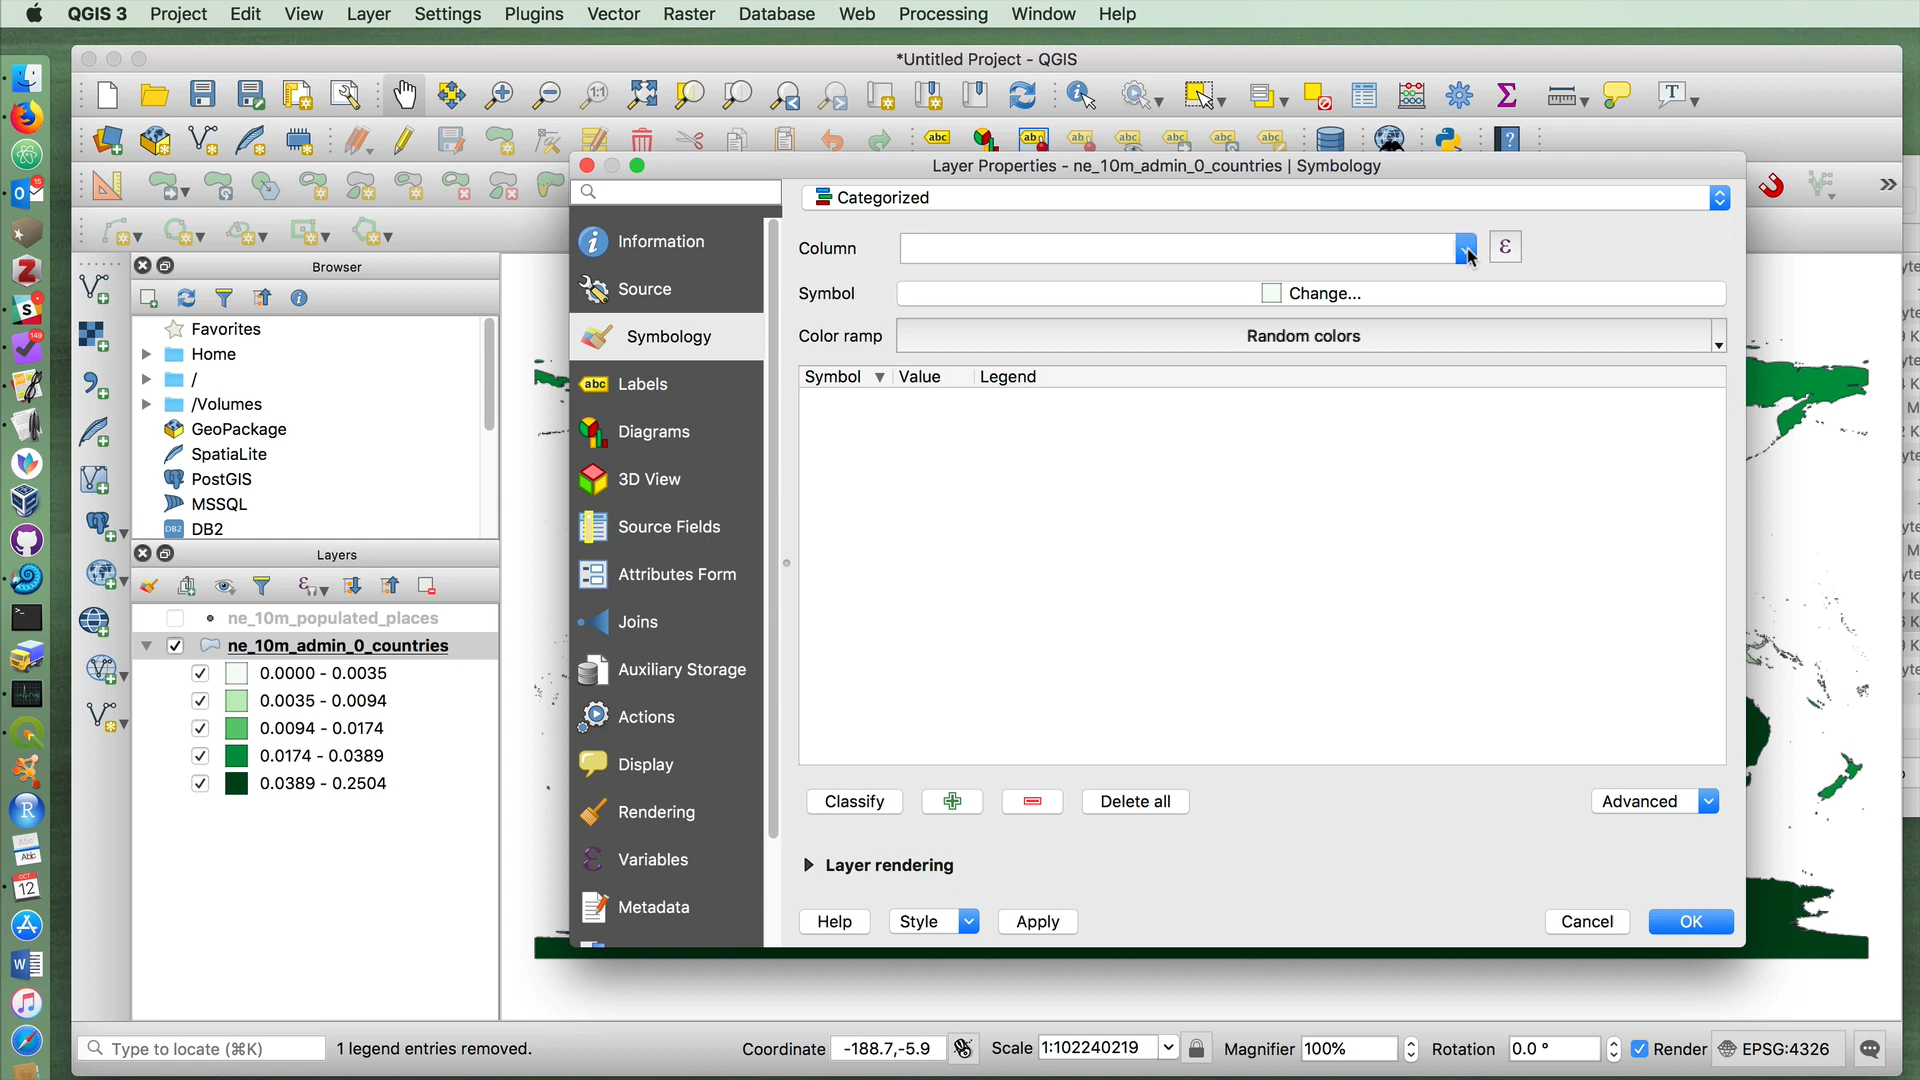 QGIS 3 Project Edit View Layer Settings Plugins Vector Raster Database Web Processing Window Help
*Untitled Project - QGIS
Layer Properties - ne_10m_admin_0_countries | Symbology
Categorized
Column
ε
Symbol
Change...
Color ramp
Random colors
Symbol Value Legend
Information
Source
Symbology
Labels
Diagrams
3D View
Source Fields
Attributes Form
Joins
Auxiliary Storage
Actions
Display
Rendering
Variables
Metadata
Classify
Delete all
Advanced
Layer rendering
Help
Style
Apply
Cancel
OK
Browser
Favorites
Home
/
/Volumes
GeoPackage
SpatiaLite
PostGIS
MSSQL
DB2
Layers
ne_10m_populated_places
ne_10m_admin_0_countries
0.0000 - 0.0035
0.0035 - 0.0094
0.0094 - 0.0174
0.0174 - 0.0389
0.0389 - 0.2504
Type to locate (⌘K)
1 legend entries removed.
Coordinate -188.7,-5.9
Scale 1:102240219
Magnifier 100%
Rotation 0.0 °
Render
EPSG:4326